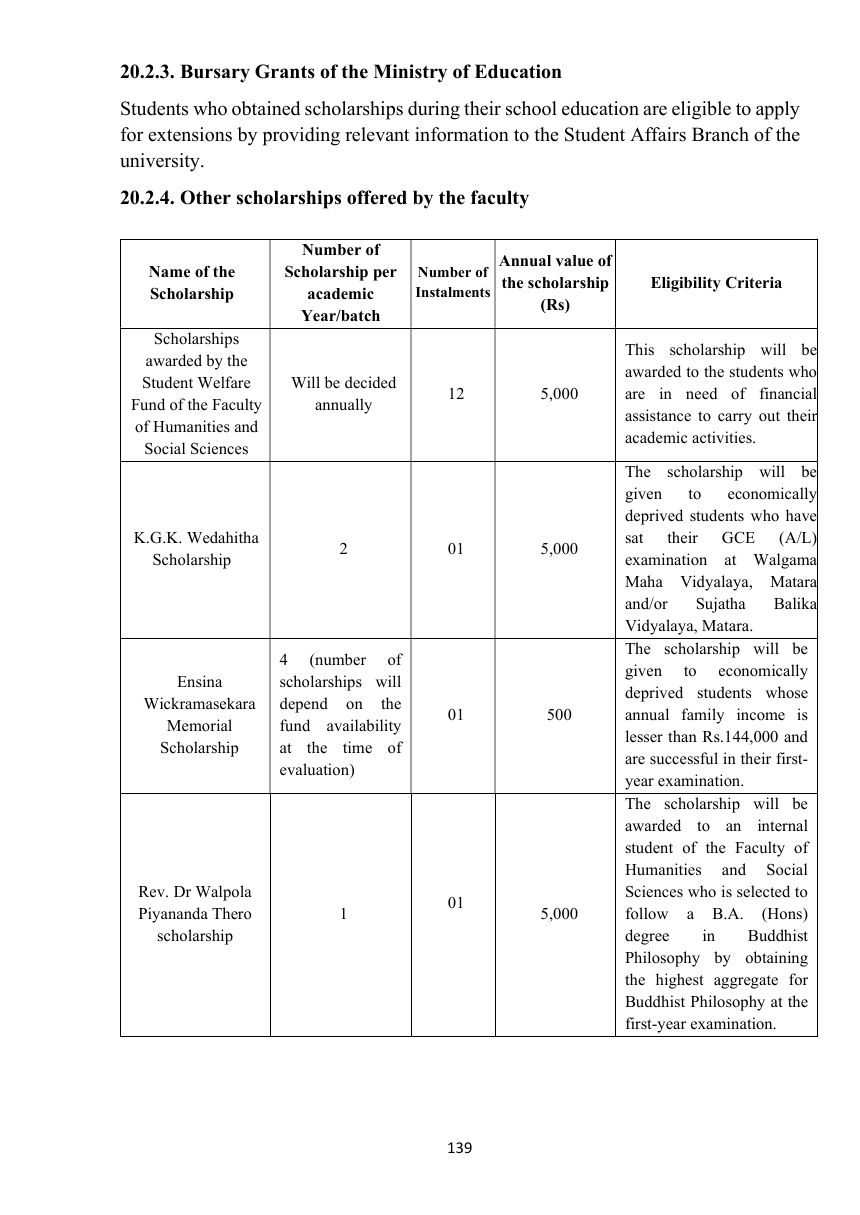 20.2.3. Bursary Grants of the Ministry of Education
Students who obtained scholarships during their school education are eligible to apply
for extensions by providing relevant information to the Student Affairs Branch of the
university.
20.2.4. Other scholarships offered by the faculty
Name of the
Scholarship
Number of
Scholarship per
academic
Year/batch
Number of
Instalments
Annual value of
the scholarship
(Rs)
Eligibility Criteria
Scholarships
awarded by the
Student Welfare
Fund of the Faculty
of Humanities and
Social Sciences
Will be decided
annually
12
5,000
This scholarship will be
awarded to the students who
are in need of financial
assistance to carry out their
academic activities.
K.G.K. Wedahitha
Scholarship
2
01
5,000
The scholarship will be
given to economically
deprived students who have
sat their GCE (A/L)
examination at Walgama
Maha Vidyalaya, Matara
and/or Sujatha Balika
Vidyalaya, Matara.
Ensina
Wickramasekara
Memorial
Scholarship
4 (number of
scholarships will
depend on the
fund availability
at the time of
evaluation)
01
500
The scholarship will be
given to economically
deprived students whose
annual family income is
lesser than Rs.144,000 and
are successful in their first-
year examination.
Rev. Dr Walpola
Piyananda Thero
scholarship
1
01
5,000
The scholarship will be
awarded to an internal
student of the Faculty of
Humanities and Social
Sciences who is selected to
follow a B.A. (Hons)
degree in Buddhist
Philosophy by obtaining
the highest aggregate for
Buddhist Philosophy at the
first-year examination.
139